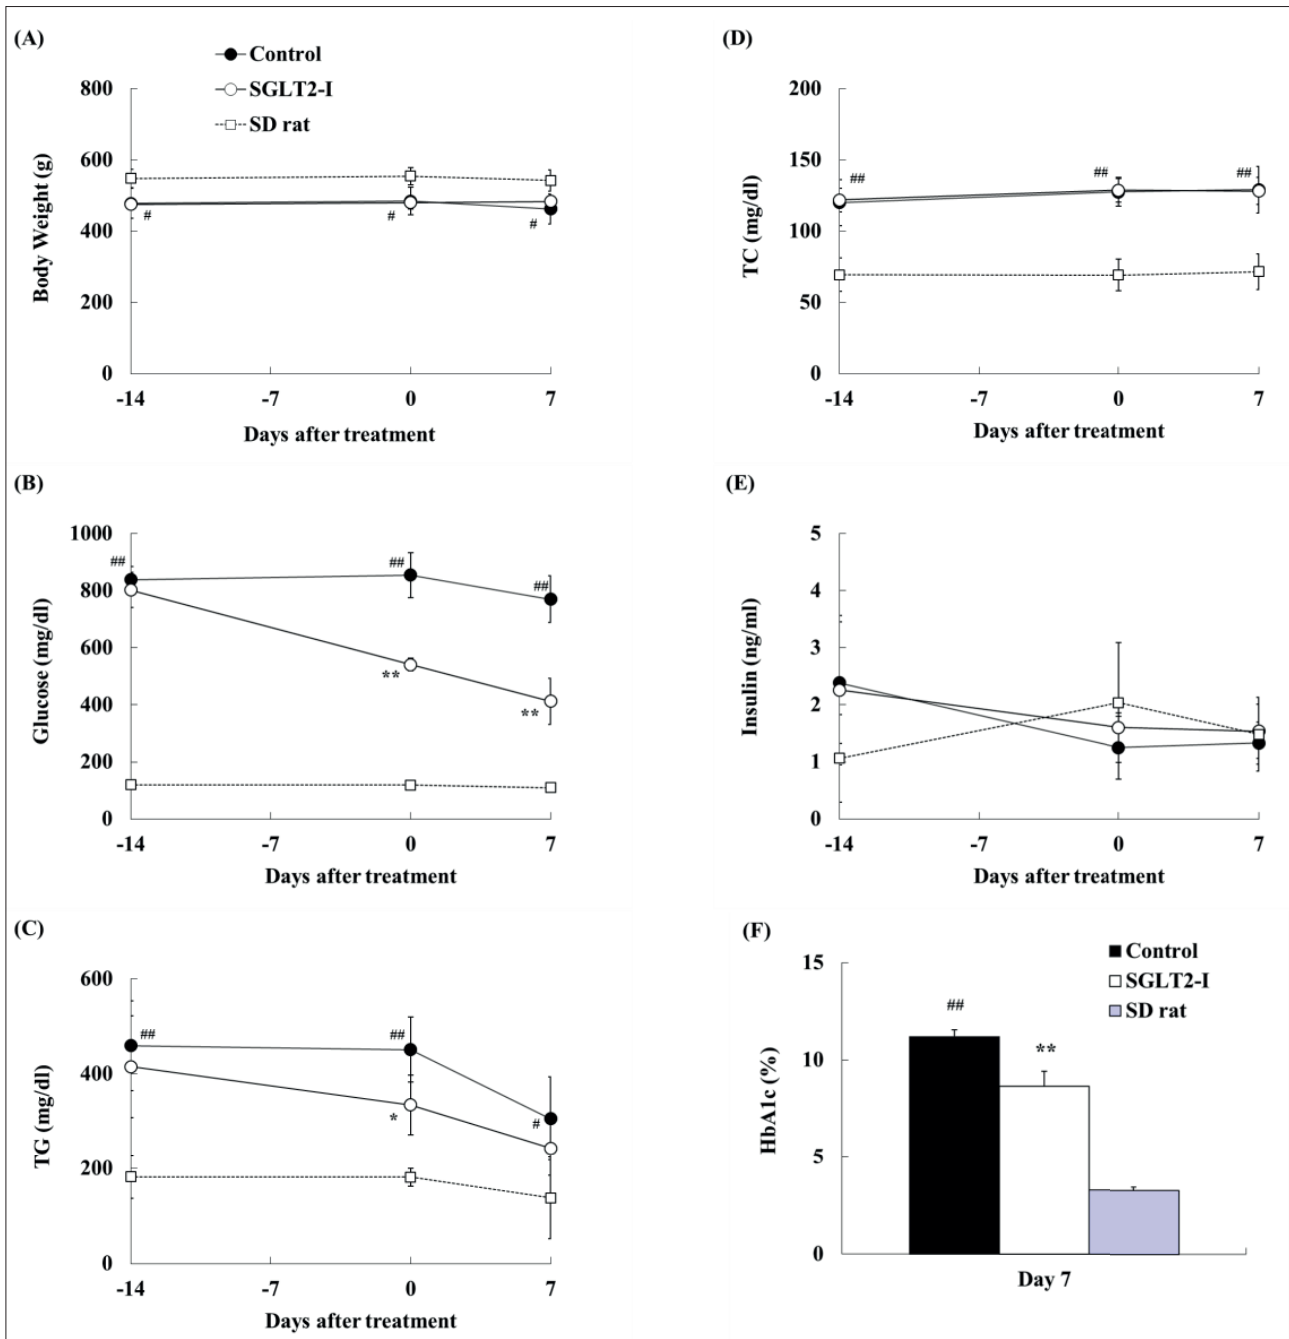 (A)
Control
SGLT2-I
SD rat
800
600
400
200
0
Body Weight (g)
#
#
#
-14
-7
0
7
Days after treatment
(D)
200
150
100
50
0
TC (mg/dl)
##
##
##
-14
-7
0
7
Days after treatment
(B)
1000
800
600
400
200
0
Glucose (mg/dl)
##
##
##
**
**
-14
-7
0
7
Days after treatment
(E)
5
4
3
2
1
0
Insulin (ng/ml)
-14
-7
0
7
Days after treatment
(C)
600
400
200
0
TG (mg/dl)
##
##
#
*
-14
-7
0
7
Days after treatment
(F)
Control
SGLT2-I
SD rat
15
10
5
0
HbA1c (%)
##
**
Day 7